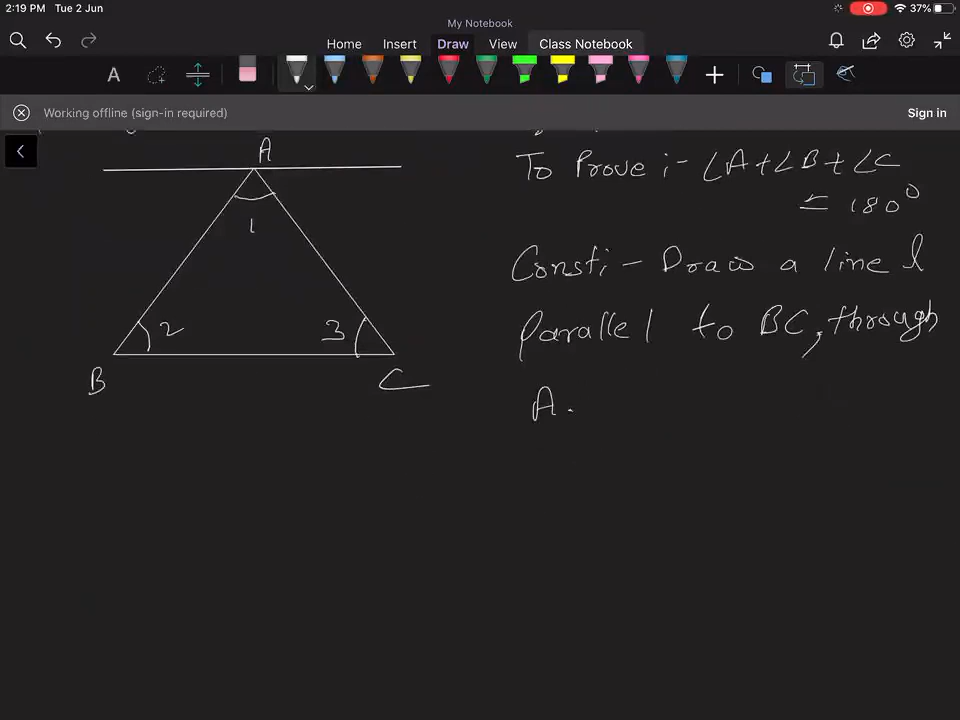 2:19 PM Tue 2 Jun
37%
My Notebook
Home Insert Draw View Class Notebook
A
Working offline (sign-in required) Sign in
A
1
2 3
B C
To Prove :- ∠A+∠B+∠C
= 180°
Const:- Draw a line l
parallel to BC, through
A.